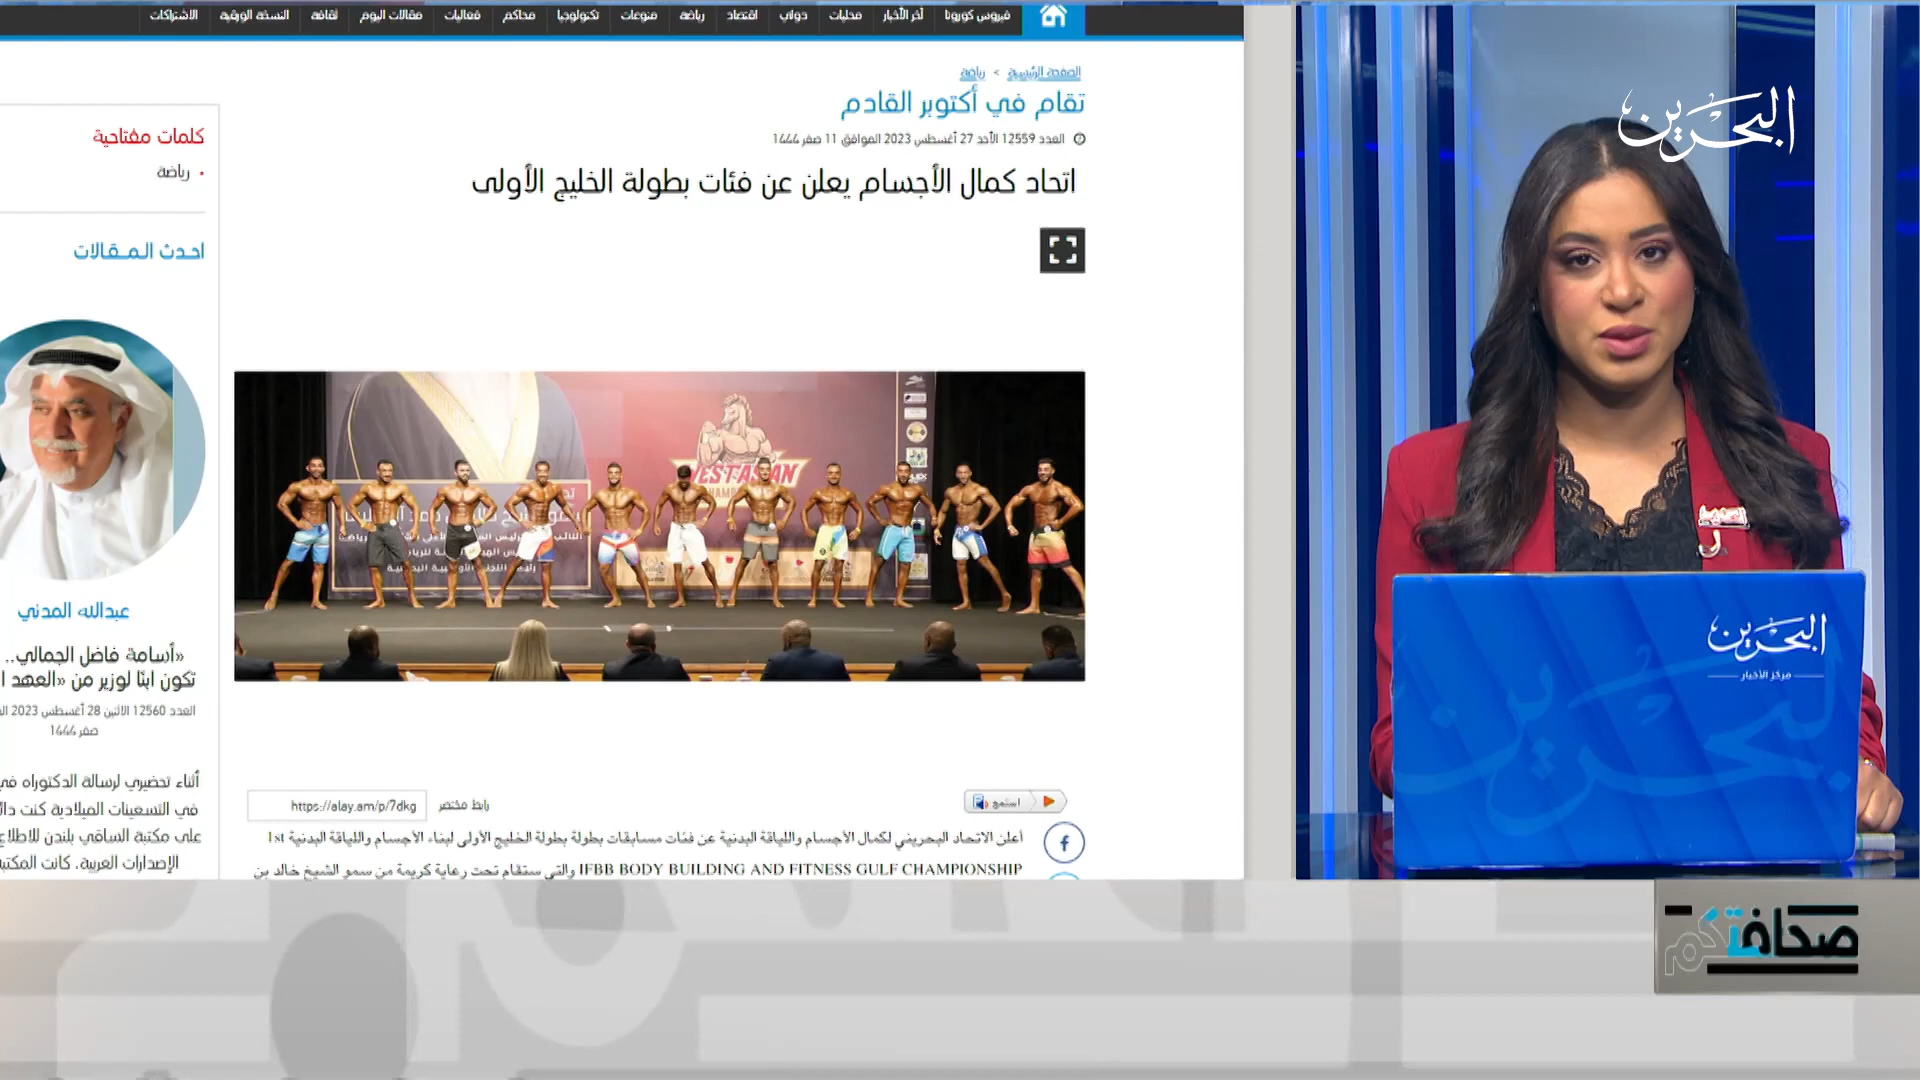 فيروس كورونا آخر الأخبار محليات دولي اقتصاد رياضة منوعات تكنولوجيا محاكم فعاليات مقالات اليوم ثقافة النسخة الورقية الاشتراكات
الصفحة الرئيسية > رياضة
تقام في أكتوبر القادم
العدد 12559 الأحد 27 أغسطس 2023 الموافق 11 صفر 1444
اتحاد كمال الأجسام يعلن عن فئات بطولة الخليج الأولى
WEST ASIAN
استمع
رابط مختصر https://alay.am/p/7dkg
أعلن الاتحاد البحريني لكمال الأجسام واللياقة البدنية عن فئات مسابقات بطولة بطولة الخليج الأولى لبناء الأجسام واللياقة البدنية 1st
IFBB BODY BUILDING AND FITNESS GULF CHAMPIONSHIP والتي ستقام تحت رعاية كريمة من سمو الشيخ خالد بن
كلمات مفتاحية
رياضة
احدث المقالات
عبدالله المدني
«أسامة فاضل الجمالي..
تكون ابنًا لوزير من «العهد ا
العدد 12560 الاثنين 28 أغسطس 2023
صفر 1444
أثناء تحضيري لرسالة الدكتوراه في
في التسعينات الميلادية كنت دائ
على مكتبة الساقي بلندن للاطلاع
الإصدارات العربية. كانت المكتبة
البحرين
البحرين
مركز الأخبار
صحافتكم